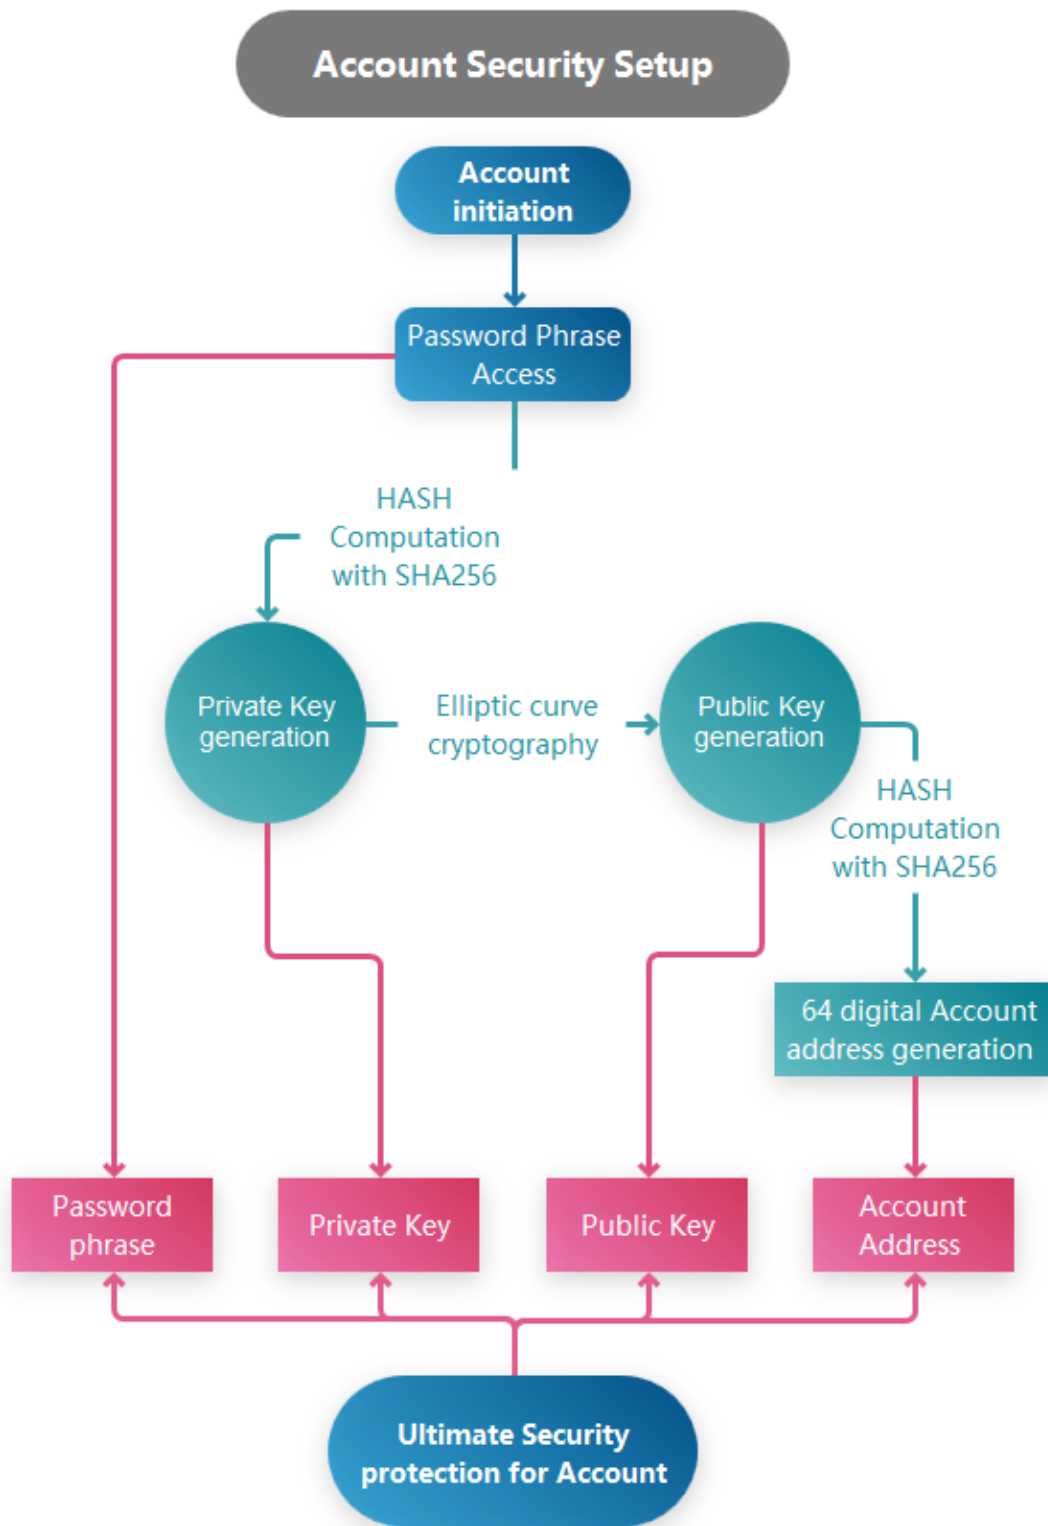 Account Security Setup
Account
initiation
Password Phrase
Access
HASH
Computation
with SHA256
Private Key
generation
Elliptic curve
cryptography
Public Key
generation
HASH
Computation
with SHA256
64 digital Account
address generation
Password
phrase
Private Key
Public Key
Account
Address
Ultimate Security
protection for Account